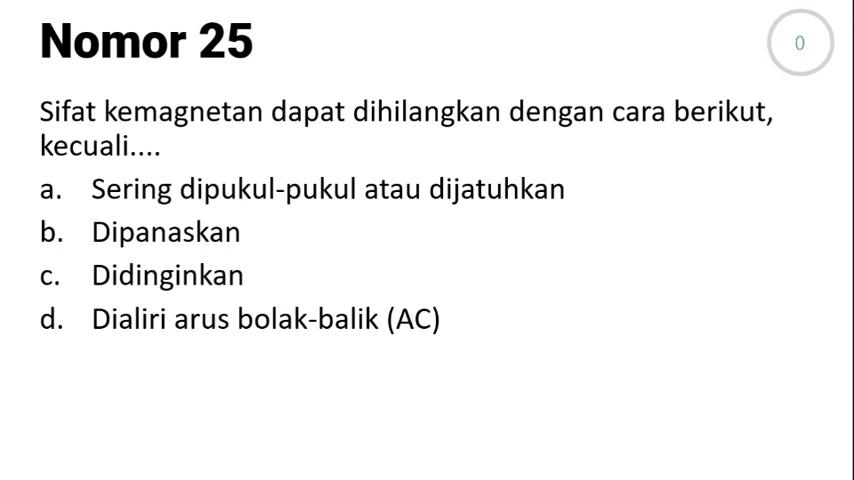 Nomor 25
0
Sifat kemagnetan dapat dihilangkan dengan cara berikut,
kecuali....
a. Sering dipukul-pukul atau dijatuhkan
b. Dipanaskan
c. Didinginkan
d. Dialiri arus bolak-balik (AC)